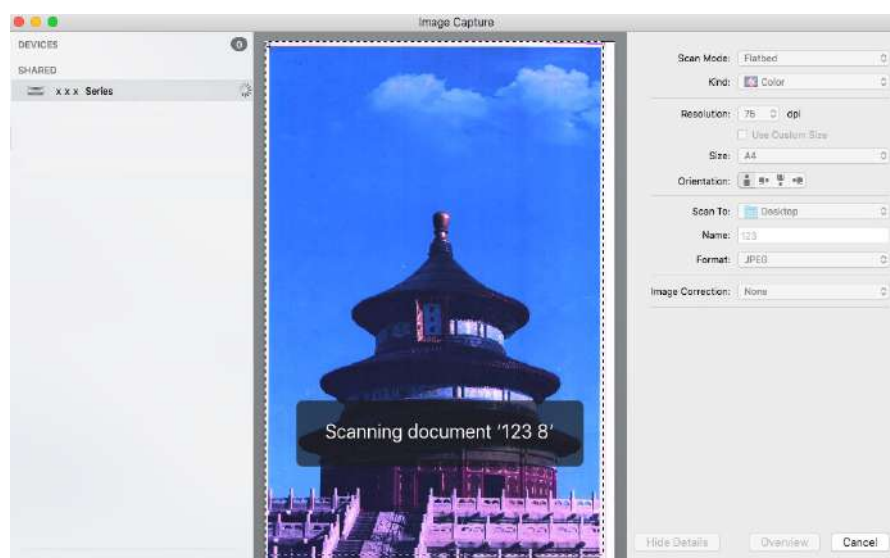 Image Capture
DEVICES 0
SHARED
x x x Series
Scanning document '123 8'
Scan Mode: Flatbed
Kind: Color
Resolution: 75 dpi
Use Custom Size
Size: A4
Orientation:
Scan To: Desktop
Name: 123
Format: JPEG
Image Correction: None
Hide Details Overview Cancel